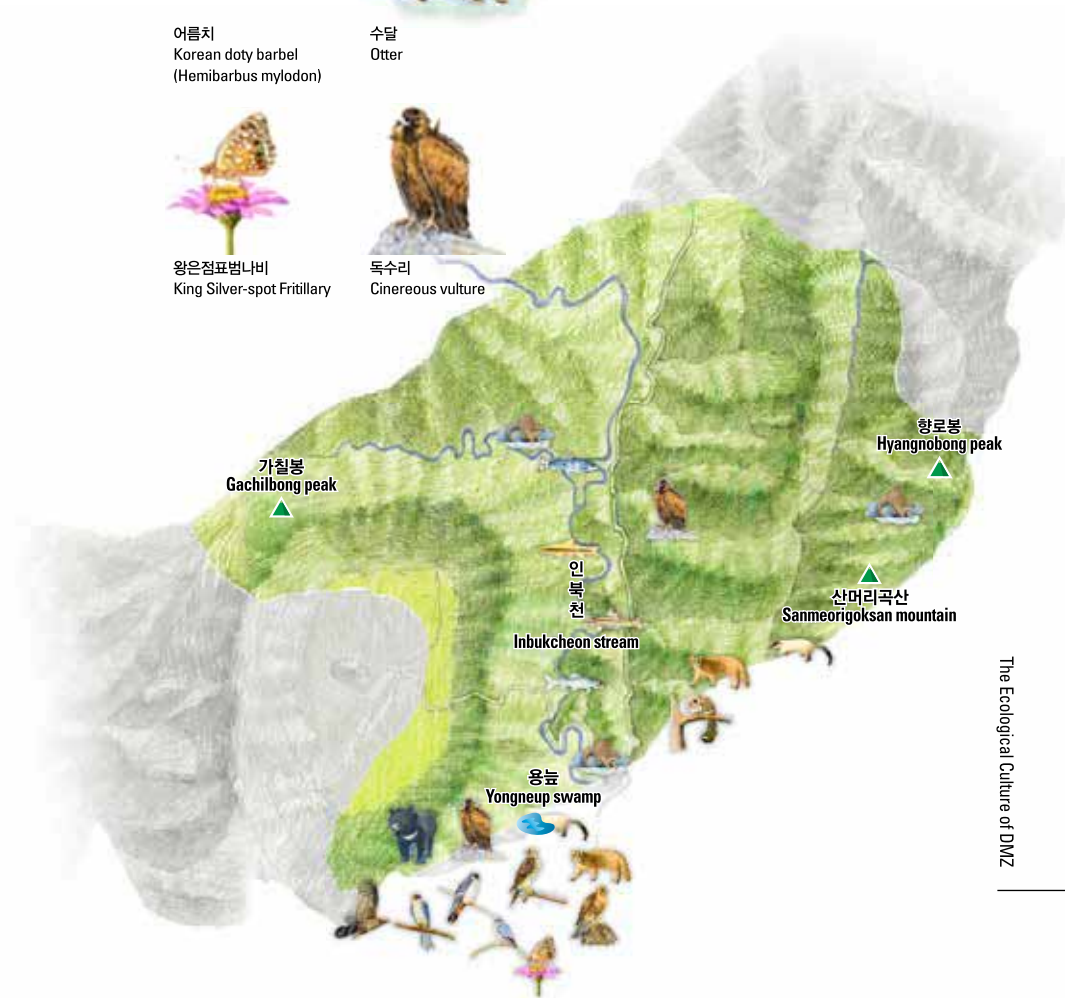 어름치
Korean doty barbel
(Hemibarbus mylodon)
수달
Otter
왕은점표범나비
King Silver-spot Fritillary
독수리
Cinereous vulture
향로봉
Hyangnobong peak
가칠봉
Gachilbong peak
인북천
Inbukcheon stream
산머리곡산
Sanmeorigoksan mountain
용늪
Yongneup swamp
The Ecological Culture of DMZ